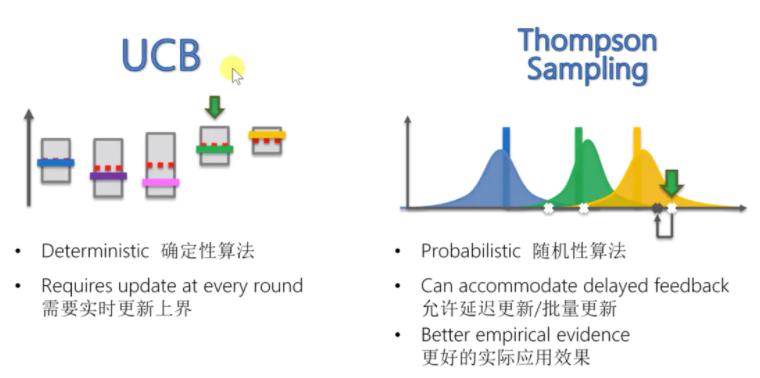 UCB
Deterministic 确定性算法
Requires update at every round
需要实时更新上界
Thompson
Sampling
Probabilistic 随机性算法
Can accommodate delayed feedback
允许延迟更新/批量更新
Better empirical evidence
更好的实际应用效果